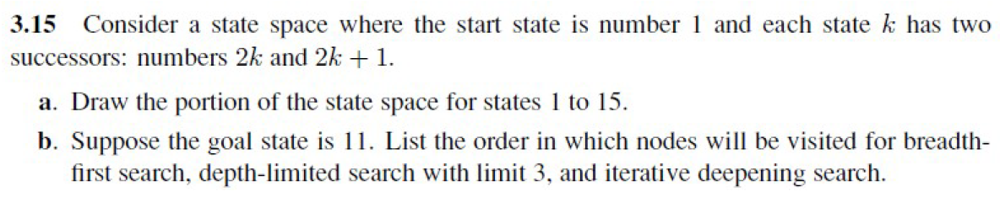 3.15 Consider a state space where the start state is number 1 and each state k has two
successors: numbers 2k and 2k + 1.
a. Draw the portion of the state space for states 1 to 15.
b. Suppose the goal state is 11. List the order in which nodes will be visited for breadth-
first search, depth-limited search with limit 3, and iterative deepening search.